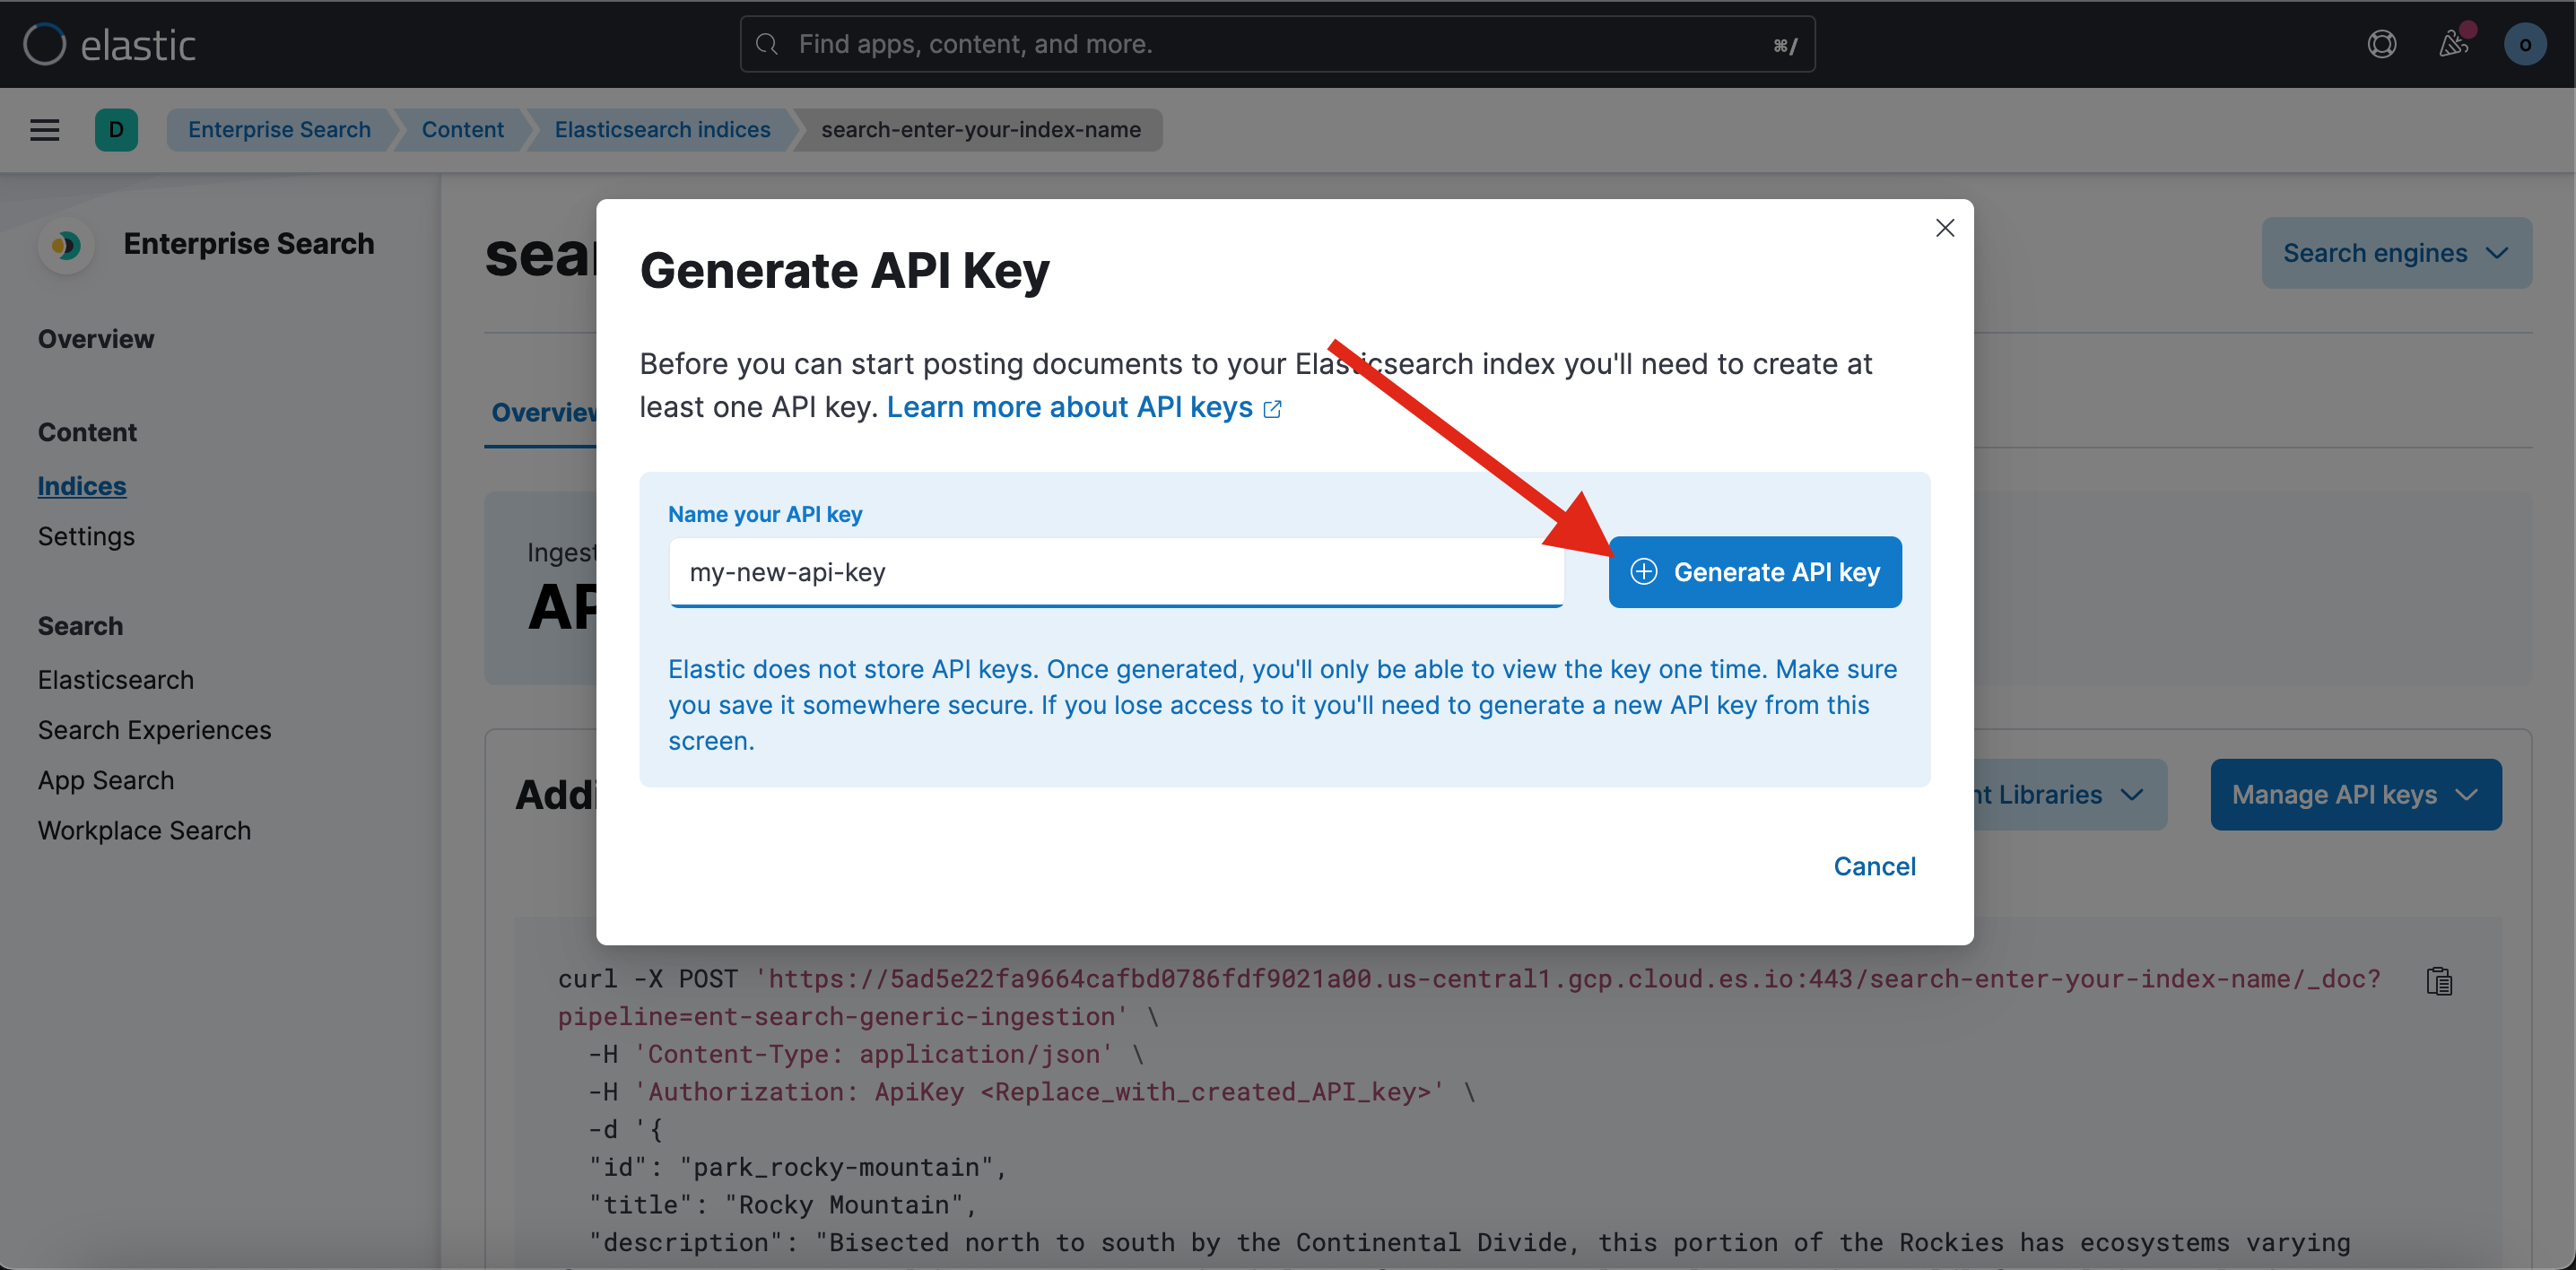 elastic
Find apps, content, and more.
⌘/
o
D
Enterprise Search
Content
Elasticsearch indices
search-enter-your-index-name
Enterprise Search
Overview
Content
Indices
Settings
Search
Elasticsearch
Search Experiences
App Search
Workplace Search
sear
Search engines
Overview
Ingest
AP
Generate API Key
Before you can start posting documents to your Elasticsearch index you'll need to create at
least one API key. Learn more about API keys
Name your API key
my-new-api-key
Generate API key
Elastic does not store API keys. Once generated, you'll only be able to view the key one time. Make sure
you save it somewhere secure. If you lose access to it you'll need to generate a new API key from this
screen.
Cancel
Addi
nt Libraries
Manage API keys
curl -X POST 'https://5ad5e22fa9664cafbd0786fdf9021a00.us-central1.gcp.cloud.es.io:443/search-enter-your-index-name/_doc?
pipeline=ent-search-generic-ingestion' \
-H 'Content-Type: application/json' \
-H 'Authorization: ApiKey <Replace_with_created_API_key>' \
-d '{
"id": "park_rocky-mountain",
"title": "Rocky Mountain",
"description": "Bisected north to south by the Continental Divide, this portion of the Rockies has ecosystems varying